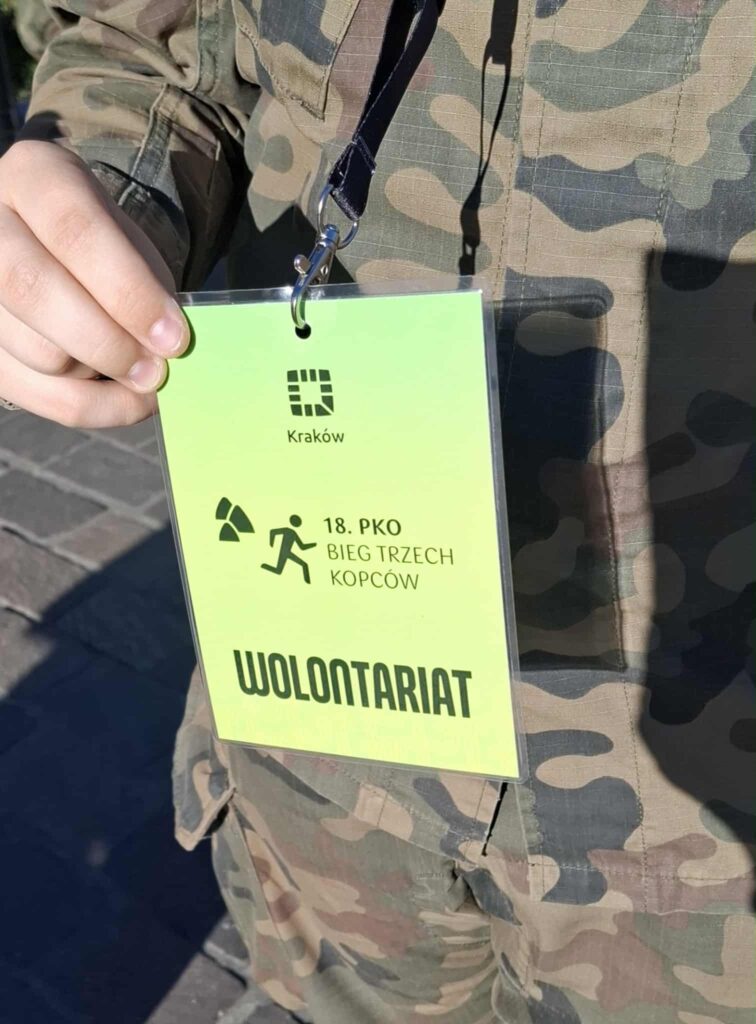 Kraków
18. PKO
BIEG TRZECH
KOPCÓW
WOLONTARIAT